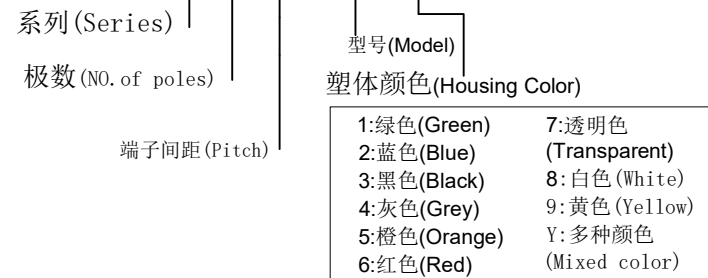 系列(Series)
型号(Model)
极数(NO.of poles)
塑体颜色(Housing Color)
端子间距(Pitch)
1:绿色(Green)
2:蓝色(Blue)
3:黑色(Black)
4:灰色(Grey)
5:橙色(Orange)
6:红色(Red)
7:透明色
(Transparent)
8:白色(White)
9:黄色(Yellow)
Y:多种颜色
(Mixed color)